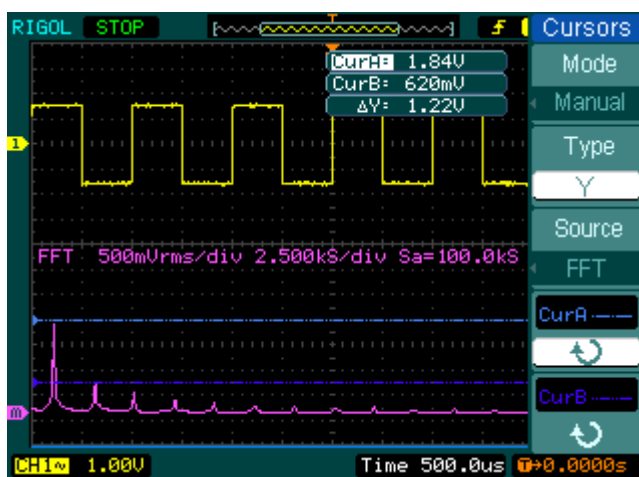 RIGOL STOP
Cursors
CurA= 1.84V
CurB= 620mV
ΔY= 1.22V
Mode
Manual
Type
Y
Source
FFT
1
FFT 500mVrms/div 2.500kS/div Sa=100.0kS
CurA
CurB
M
CH1~ 1.00V
Time 500.0us T→0.0000s